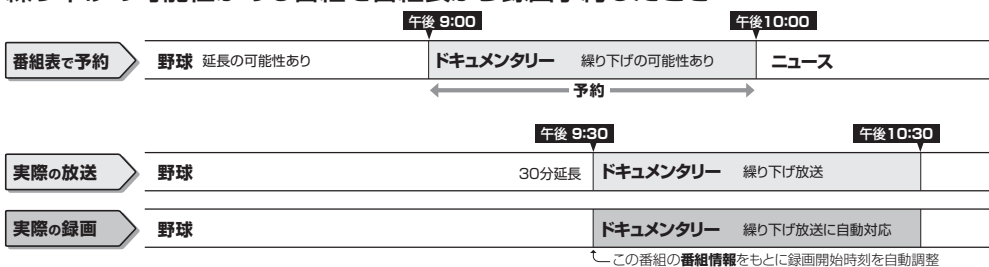 午後 9:00 午後10:00
番組表で予約 野球 延長の可能性あり ドキュメンタリー 繰り下げの可能性あり ニュース
予約
午後 9:30 午後10:30
実際の放送 野球 30分延長 ドキュメンタリー 繰り下げ放送
実際の録画 野球 ドキュメンタリー 繰り下げ放送に自動対応
この番組の番組情報をもとに録画開始時刻を自動調整